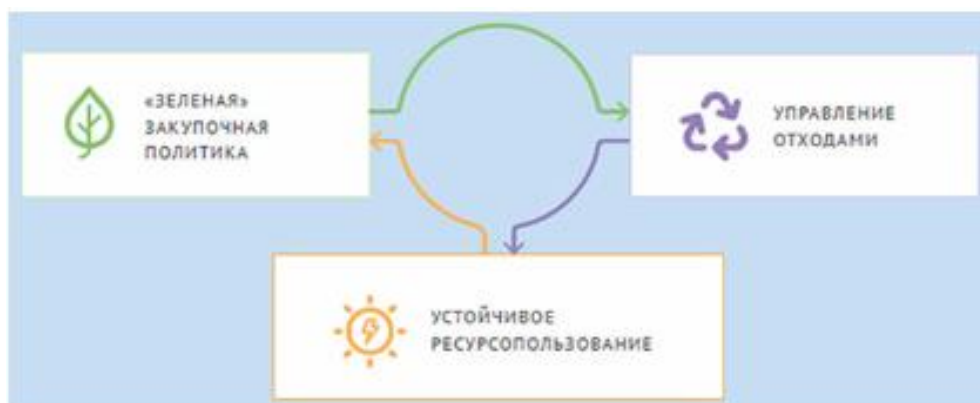 «ЗЕЛЕНАЯ»
ЗАКУПОЧНАЯ
ПОЛИТИКА
УПРАВЛЕНИЕ
ОТХОДАМИ
УСТОЙЧИВОЕ
РЕСУРСОПОЛЬЗОВАНИЕ